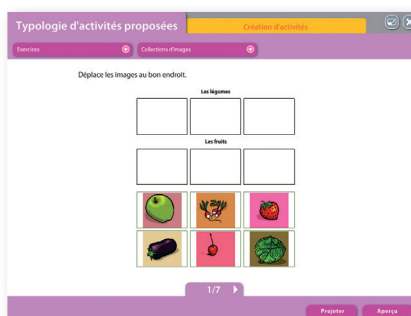 Typologie d'activités proposées
Création d'activités
Exercices
Collections d'images
Déplace les images au bon endroit.
Les légumes
Les fruits
1/7
Projeter
Aperçu